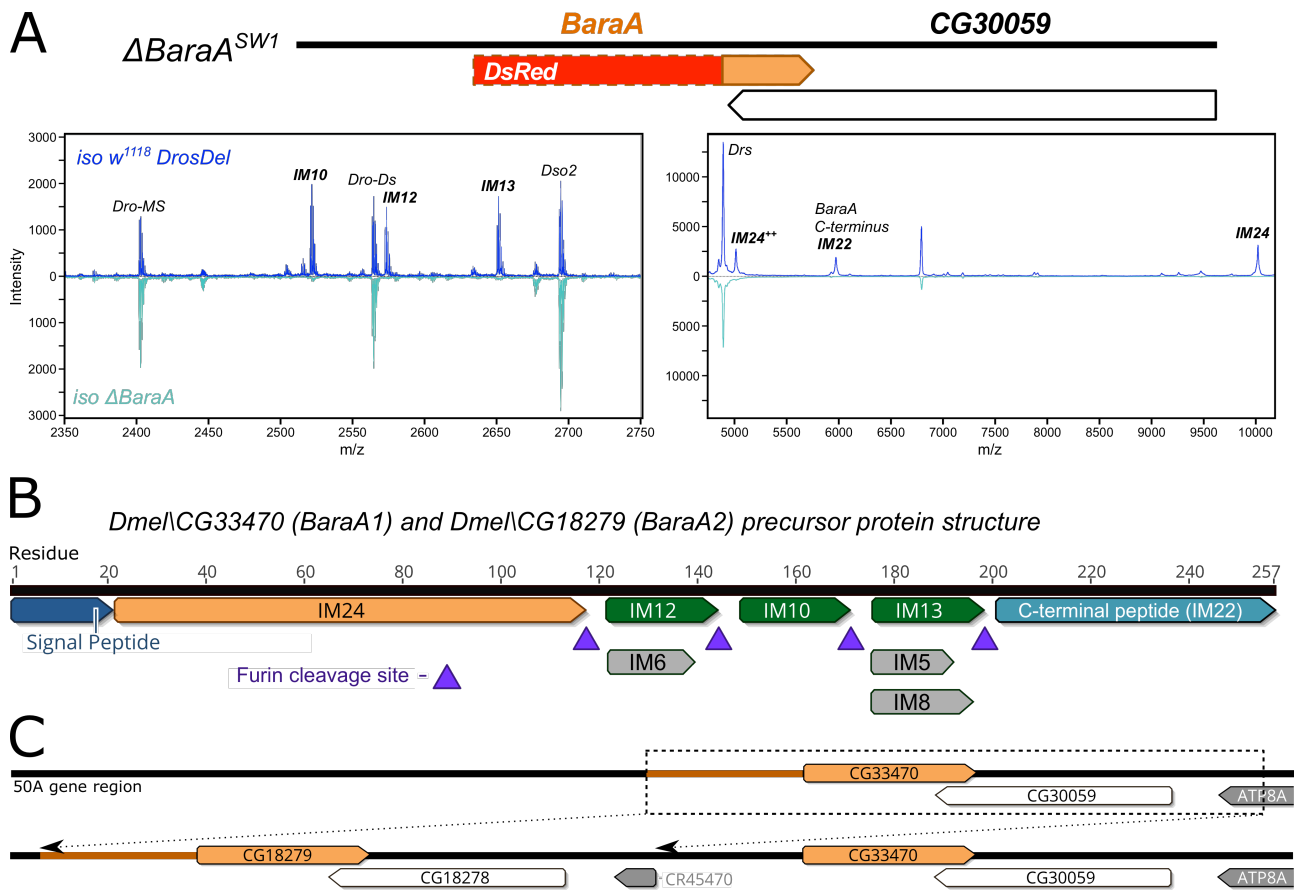 A
ΔBaraA^SW1
BaraA
CG30059
DsRed
iso w^1118 DrosDel
Dro-MS
IM10
Dro-Ds
IM12
IM13
Dso2
iso ΔBaraA
Intensity
3000
2000
1000
0
1000
2000
3000
2350 2400 2450 2500 2550 2600 2650 2700 2750
m/z
Drs
IM24++
BaraA
C-terminus
IM22
IM24
10000
5000
0
5000
10000
5000 5500 6000 6500 7000 7500 8000 8500 9000 9500 10000
m/z
B
Dmel\CG33470 (BaraA1) and Dmel\CG18279 (BaraA2) precursor protein structure
Residue
1 20 40 60 80 100 120 140 160 180 200 220 240 257
IM24 IM12 IM10 IM13 C-terminal peptide (IM22)
Signal Peptide
IM6 IM5
Furin cleavage site
IM8
C
50A gene region
CG33470
CG30059 ATP8A
CG18279 CG33470
CG18278 CR45470 CG30059 ATP8A